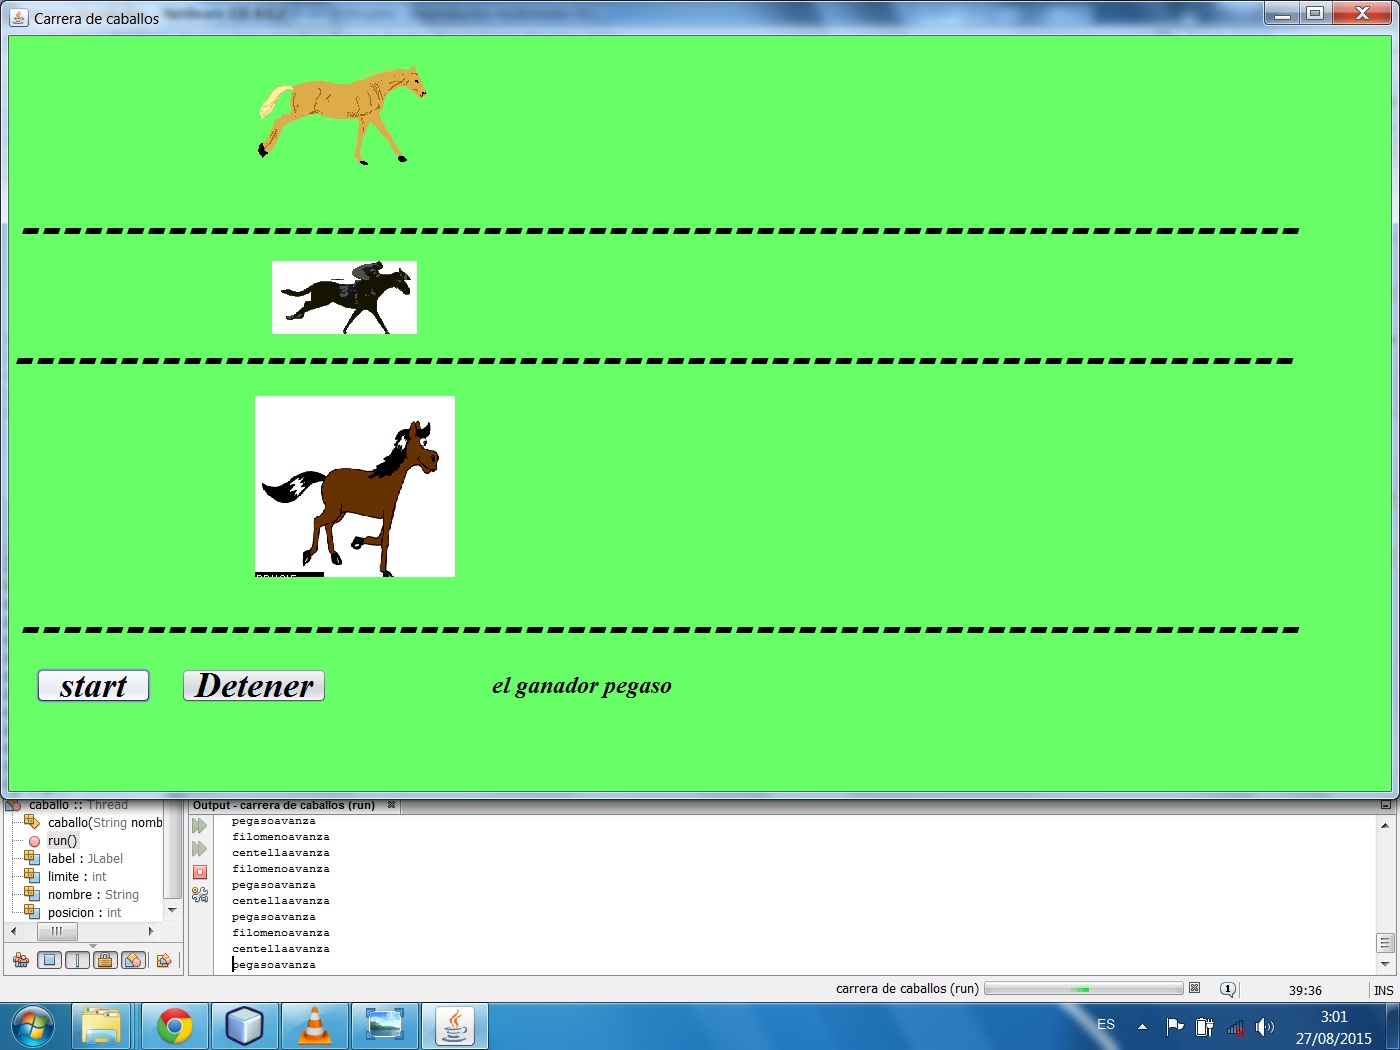 Carrera de caballos
3
start
Detener
el ganador pegaso
caballo :: Thread
caballo(String nomb
run()
label : JLabel
limite : int
nombre : String
posicion : int
Output - carrera de caballos (run)
pegasoavanza
filomenoavanza
centellaavanza
filomenoavanza
pegasoavanza
centellaavanza
pegasoavanza
filomenoavanza
centellaavanza
pegasoavanza
carrera de caballos (run)
1
39:36
INS
ES
3:01
27/08/2015